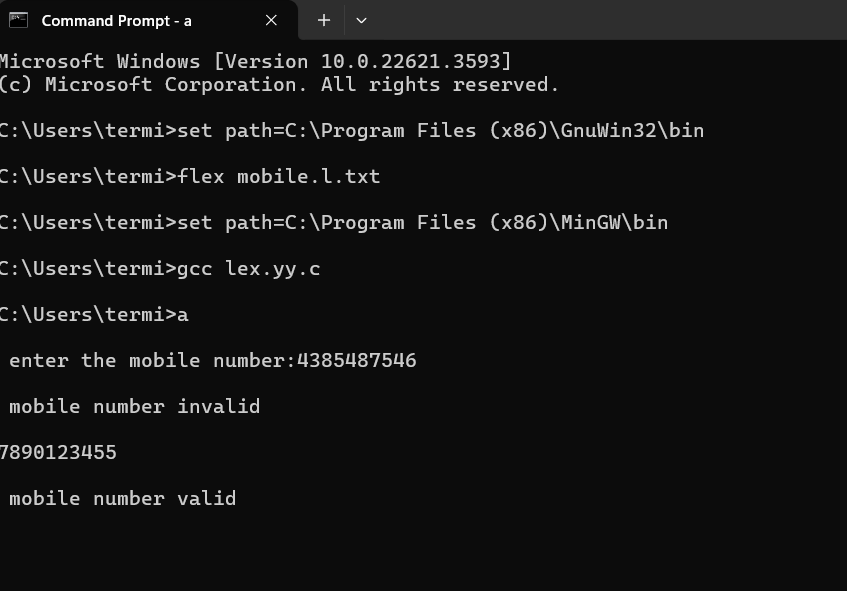 Command Prompt - a
Microsoft Windows [Version 10.0.22621.3593]
(c) Microsoft Corporation. All rights reserved.
C:\Users\termi>set path=C:\Program Files (x86)\GnuWin32\bin
C:\Users\termi>flex mobile.l.txt
C:\Users\termi>set path=C:\Program Files (x86)\MinGW\bin
C:\Users\termi>gcc lex.yy.c
C:\Users\termi>a
enter the mobile number:4385487546
mobile number invalid
7890123455
mobile number valid